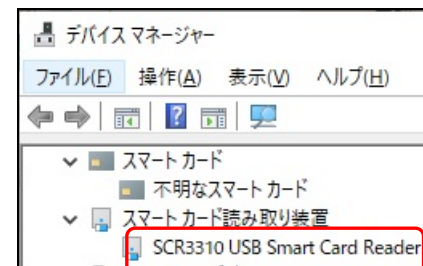 デバイス マネージャー
ファイル(F) 操作(A) 表示(V) ヘルプ(H)
スマート カード
不明なスマート カード
スマート カード読み取り装置
SCR3310 USB Smart Card Reader